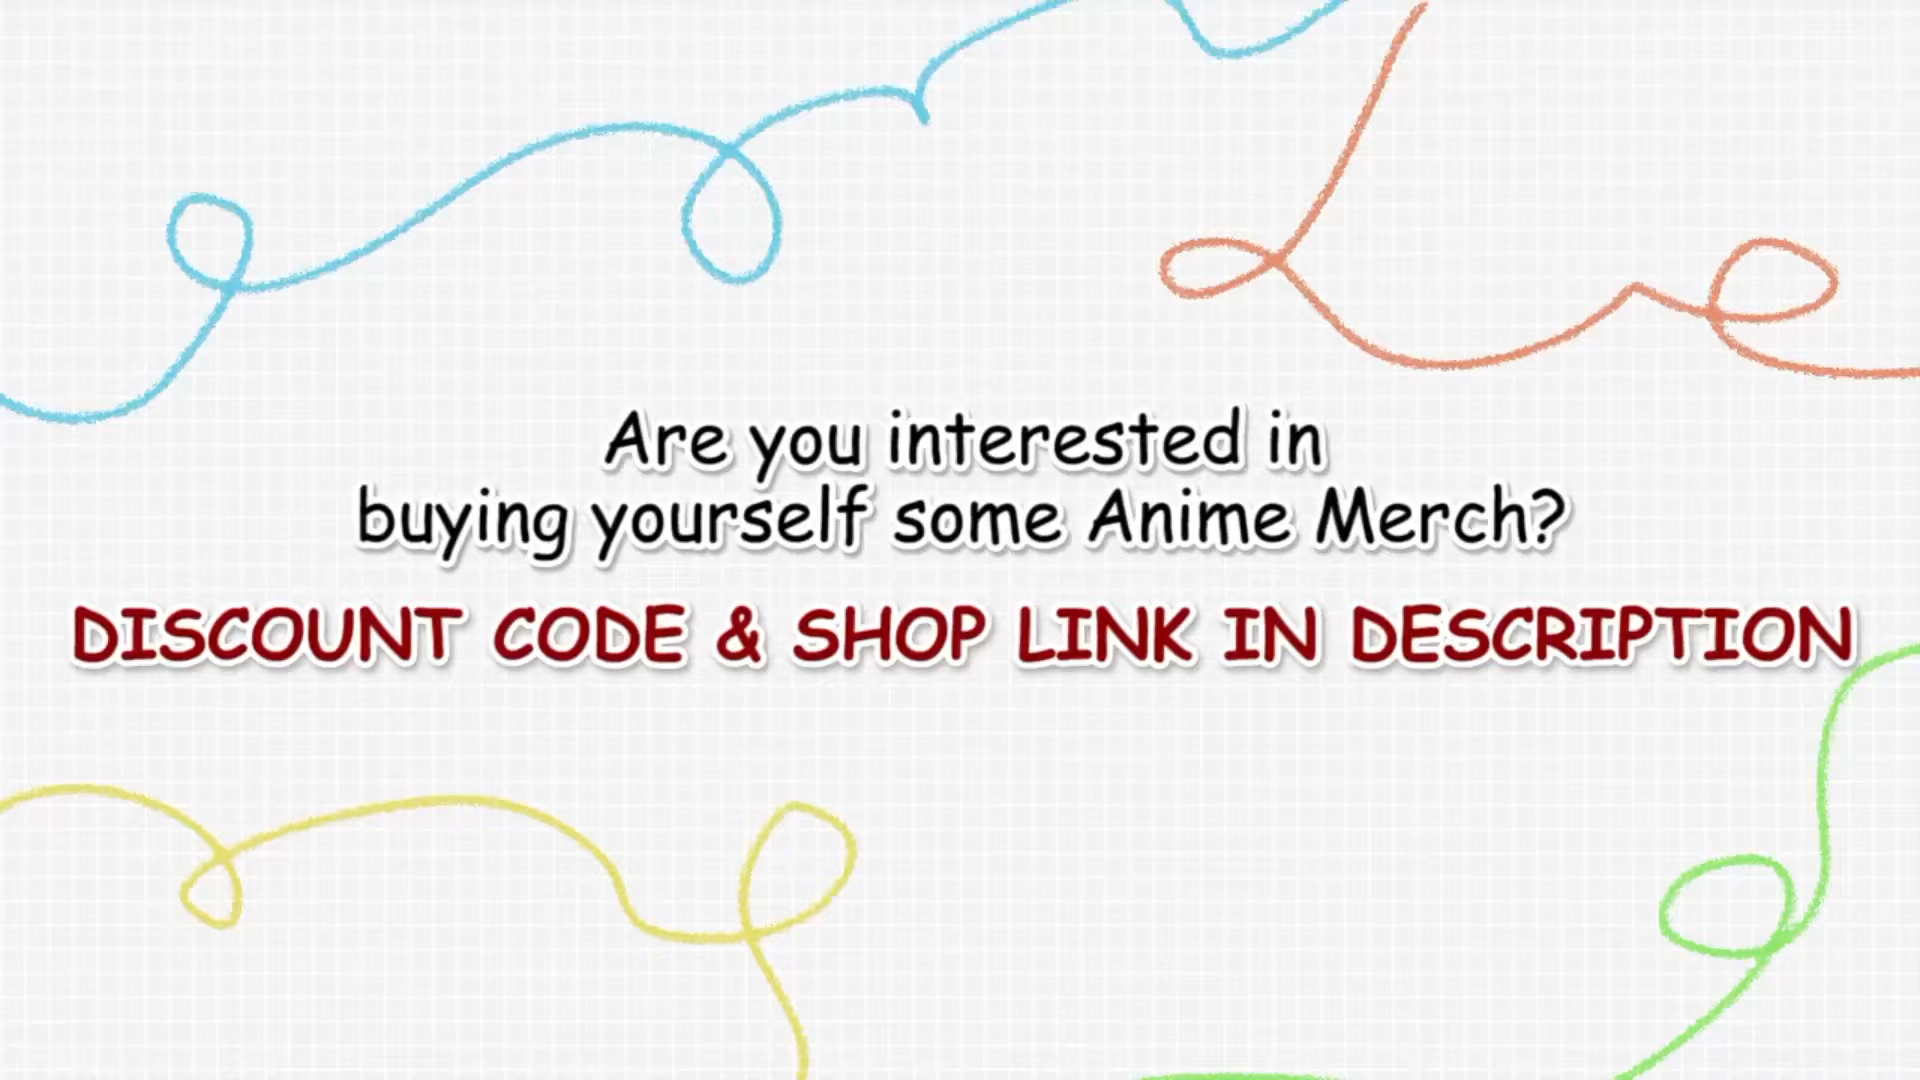 Are you interested in
buying yourself some Anime Merch?
DISCOUNT CODE & SHOP LINK IN DESCRIPTION